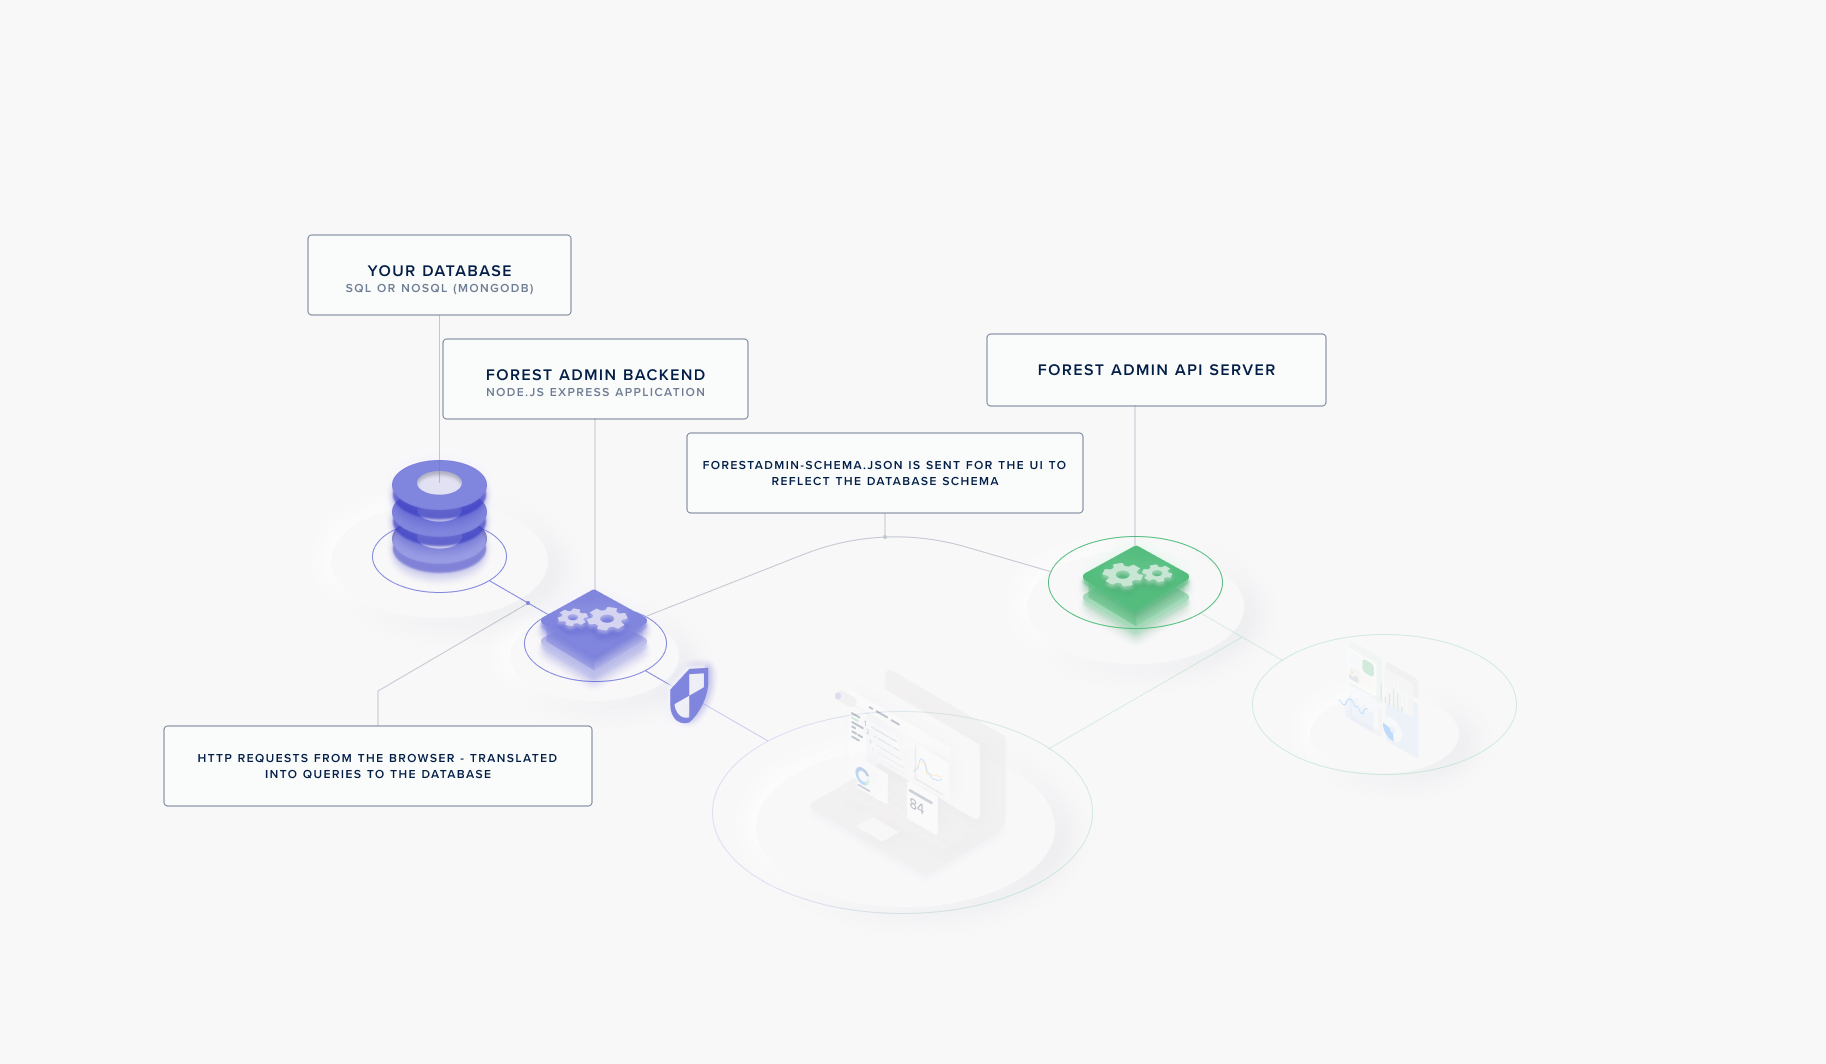 YOUR DATABASE
SQL OR NOSQL (MONGODB)
FOREST ADMIN BACKEND
NODE.JS EXPRESS APPLICATION
FOREST ADMIN API SERVER
FORESTADMIN-SCHEMA.JSON IS SENT FOR THE UI TO
REFLECT THE DATABASE SCHEMA
HTTP REQUESTS FROM THE BROWSER - TRANSLATED
INTO QUERIES TO THE DATABASE
84